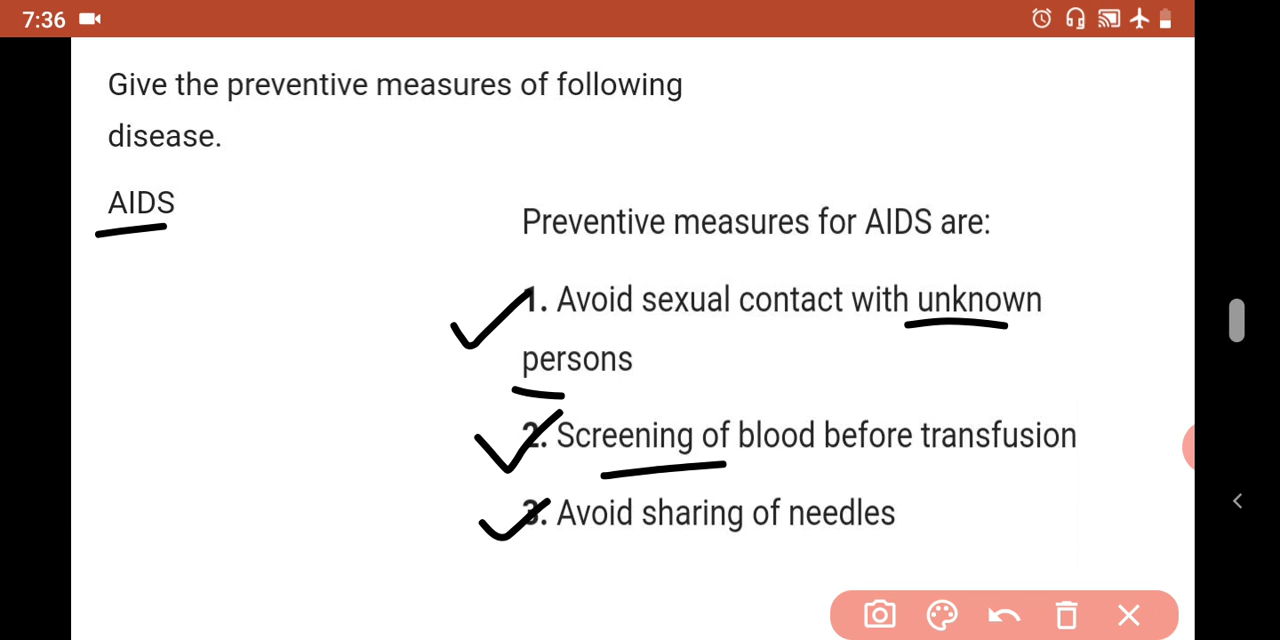 7:36
Give the preventive measures of following
disease.
AIDS
Preventive measures for AIDS are:
1. Avoid sexual contact with unknown
persons
2. Screening of blood before transfusion
3. Avoid sharing of needles